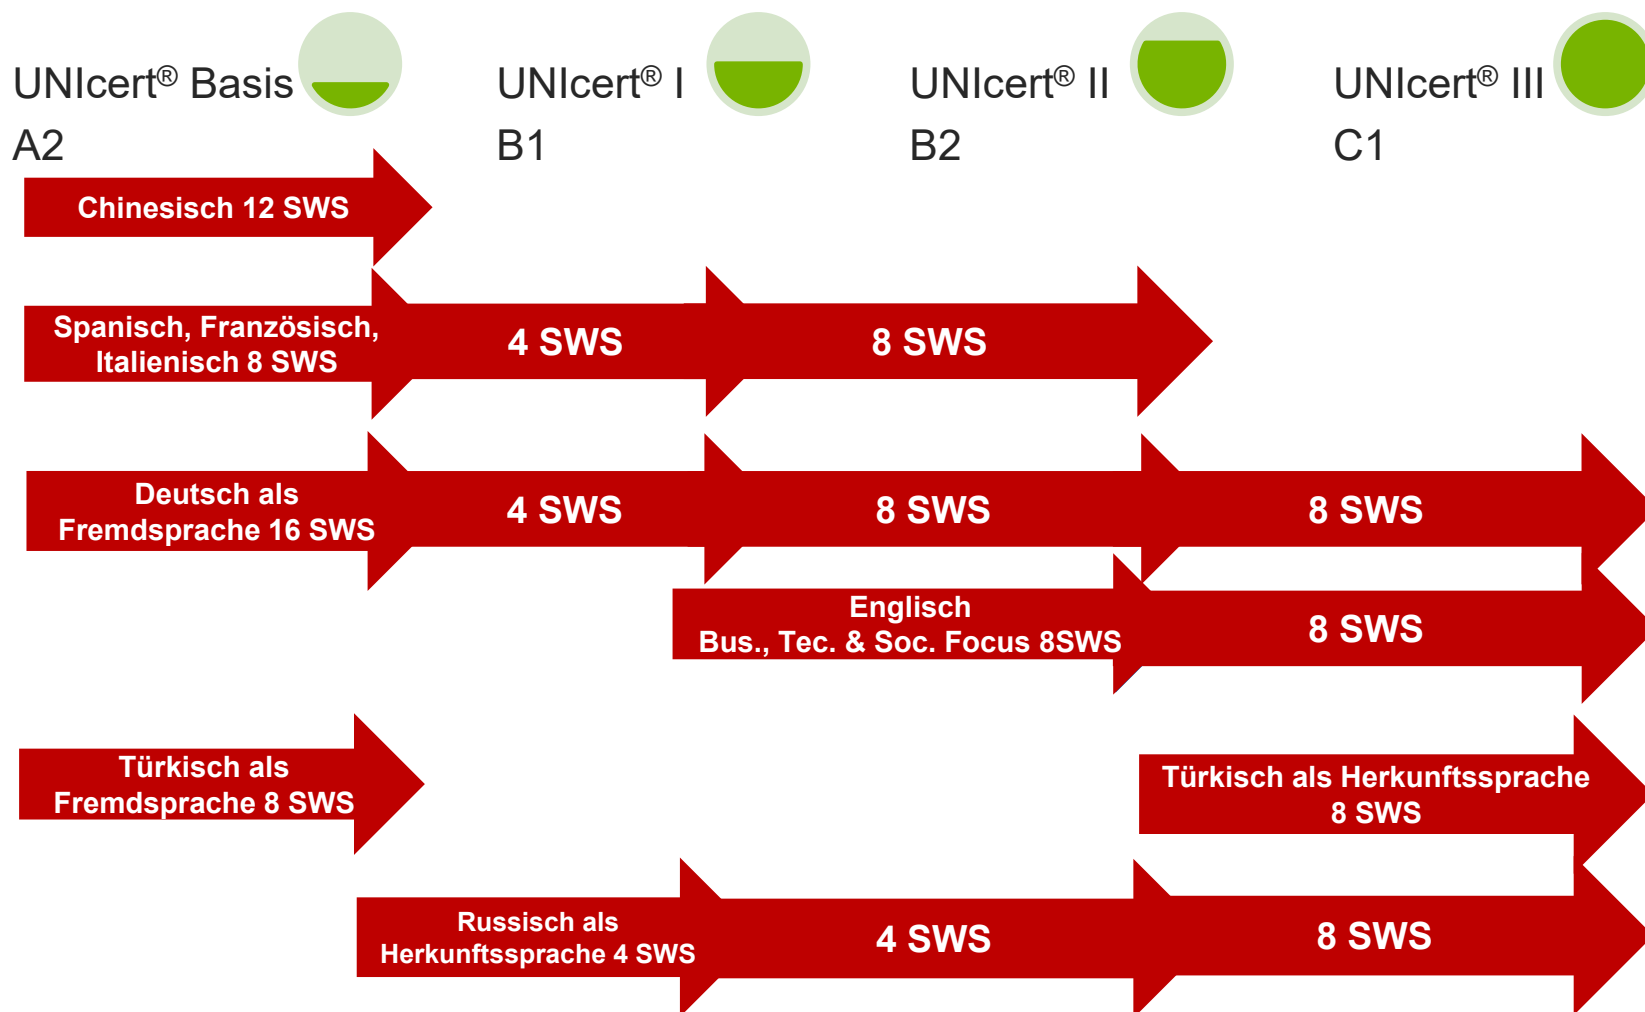 UNIcert® Basis
A2
UNIcert® I
B1
UNIcert® II
B2
UNIcert® III
C1
Chinesisch 12 SWS
Spanisch, Französisch,
Italienisch 8 SWS
4 SWS
8 SWS
Deutsch als
Fremdsprache 16 SWS
4 SWS
8 SWS
8 SWS
Englisch
Bus., Tec. & Soc. Focus 8SWS
8 SWS
Türkisch als
Fremdsprache 8 SWS
Türkisch als Herkunftssprache
8 SWS
Russisch als
Herkunftssprache 4 SWS
4 SWS
8 SWS